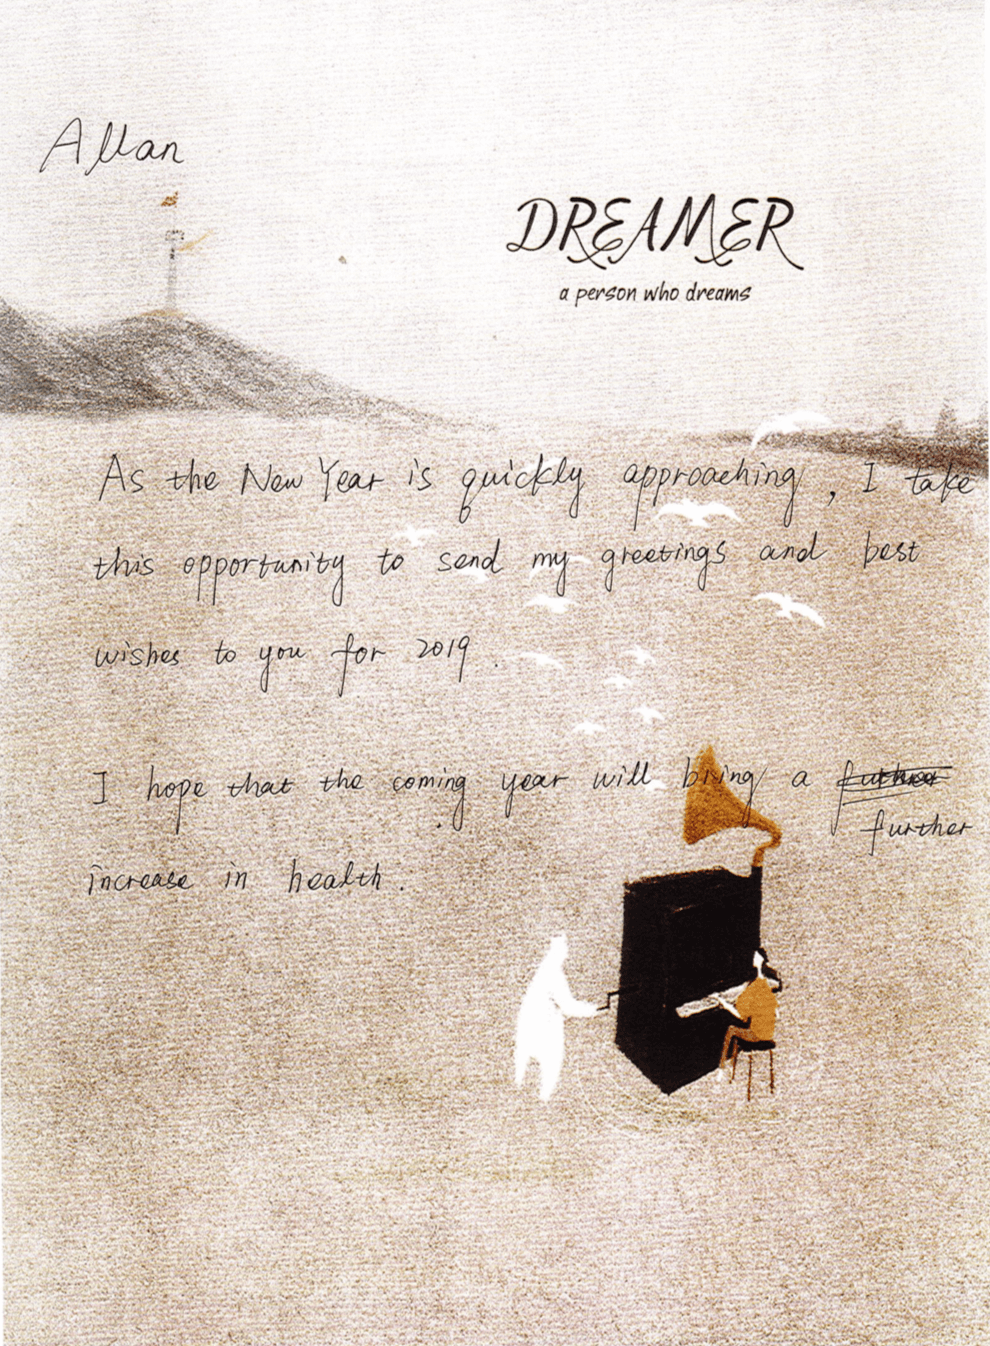 Allan
DREAMER
a person who dreams
As the New Year is quickly approaching, I take
this opportunity to send my greetings and best
wishes to you for 2019.
I hope that the coming year will bring a
further
increase in health.